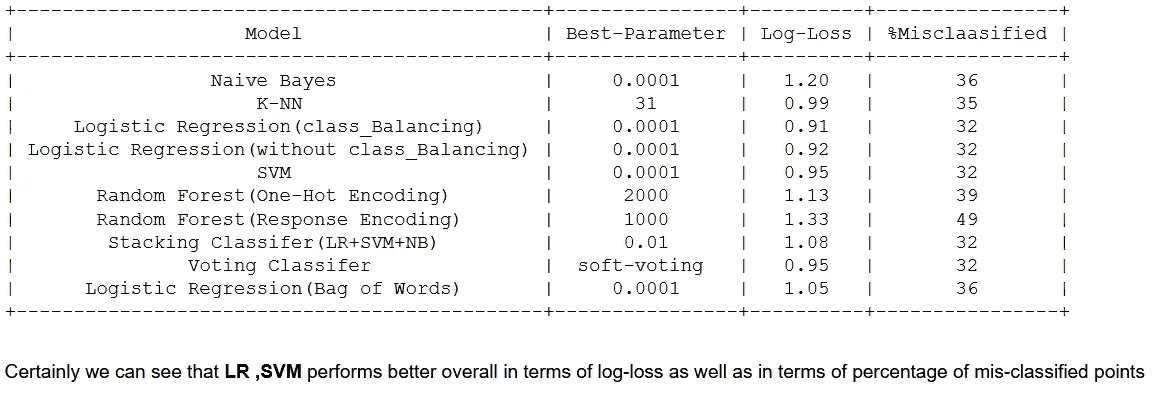 Model | Best-Parameter | Log-Loss | %Misclaasified
Naive Bayes | 0.0001 | 1.20 | 36
K-NN | 31 | 0.99 | 35
Logistic Regression(class_Balancing) | 0.0001 | 0.91 | 32
Logistic Regression(without class_Balancing) | 0.0001 | 0.92 | 32
SVM | 0.0001 | 0.95 | 32
Random Forest(One-Hot Encoding) | 2000 | 1.13 | 39
Random Forest(Response Encoding) | 1000 | 1.33 | 49
Stacking Classifer(LR+SVM+NB) | 0.01 | 1.08 | 32
Voting Classifer | soft-voting | 0.95 | 32
Logistic Regression(Bag of Words) | 0.0001 | 1.05 | 36
Certainly we can see that LR ,SVM performs better overall in terms of log-loss as well as in terms of percentage of mis-classified points